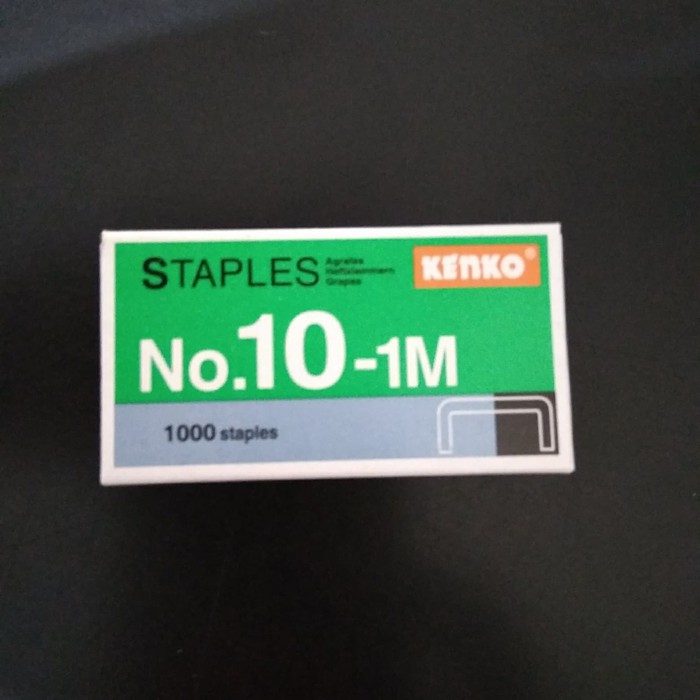 STAPLES
Agrafes
Heftklammern
Grapas
KENKO®
No.10-1M
1000 staples